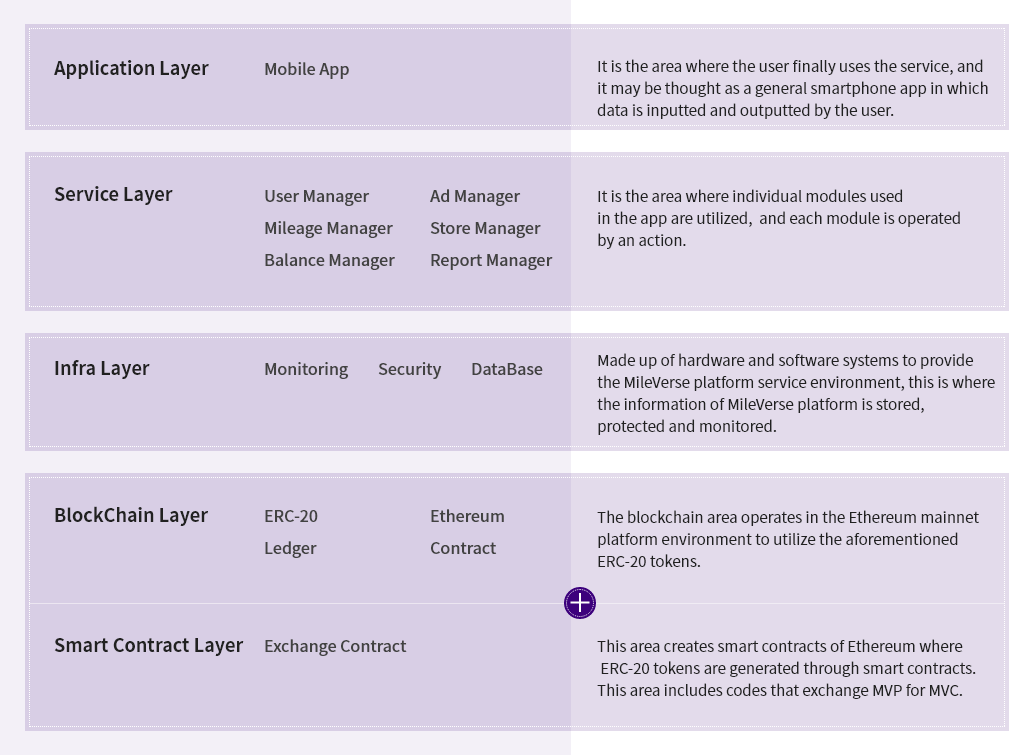 Application Layer
Mobile App
It is the area where the user finally uses the service, and
it may be thought as a general smartphone app in which
data is inputted and outputted by the user.
Service Layer
User Manager
Ad Manager
Mileage Manager
Store Manager
Balance Manager
Report Manager
It is the area where individual modules used
in the app are utilized, and each module is operated
by an action.
Infra Layer
Monitoring
Security
DataBase
Made up of hardware and software systems to provide
the MileVerse platform service environment, this is where
the information of MileVerse platform is stored,
protected and monitored.
BlockChain Layer
ERC-20
Ethereum
Ledger
Contract
The blockchain area operates in the Ethereum mainnet
platform environment to utilize the aforementioned
ERC-20 tokens.
Smart Contract Layer
Exchange Contract
This area creates smart contracts of Ethereum where
ERC-20 tokens are generated through smart contracts.
This area includes codes that exchange MVP for MVC.